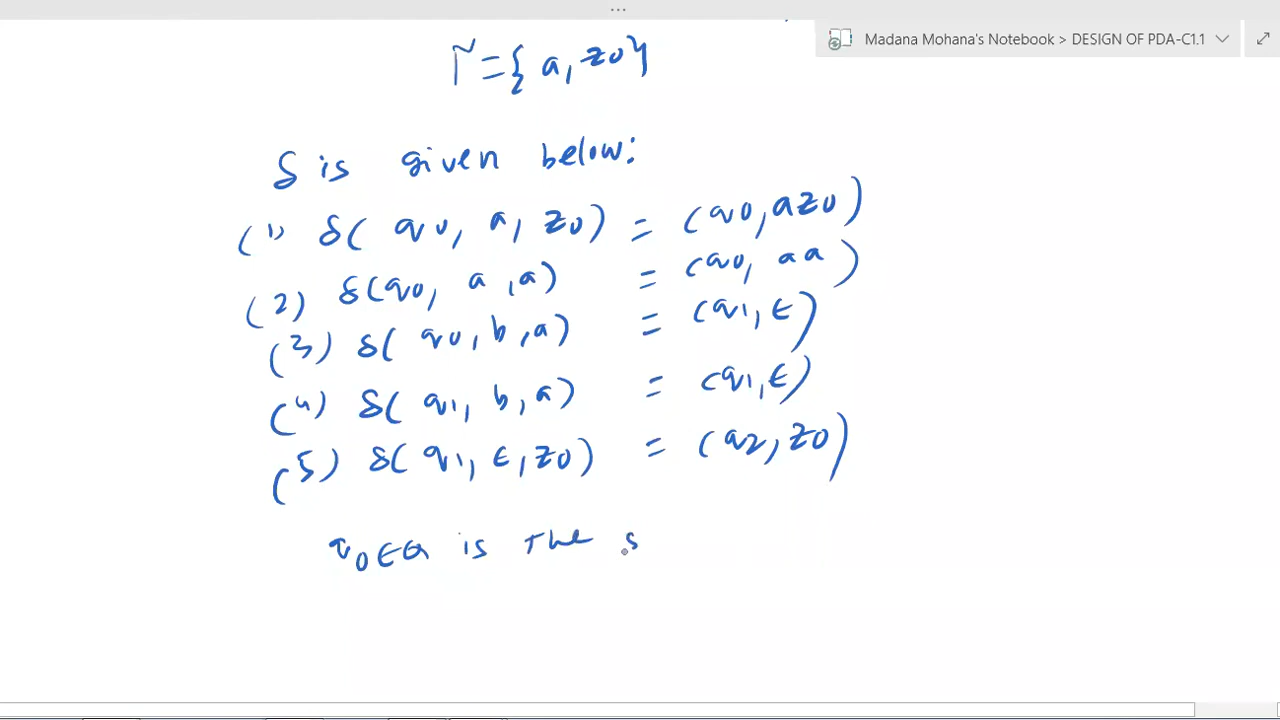 Madana Mohana's Notebook > DESIGN OF PDA-C1.1
Γ = { a, z0 }
δ is given below:
(1) δ( q0, a, z0) = (q0, az0)
(2) δ(q0, a, a) = (q0, aa)
(3) δ( q0, b, a) = (q1, ε)
(4) δ( q1, b, a) = (q1, ε)
(5) δ( q1, ε, z0) = (q2, z0)
q0 ∈ Q is the s